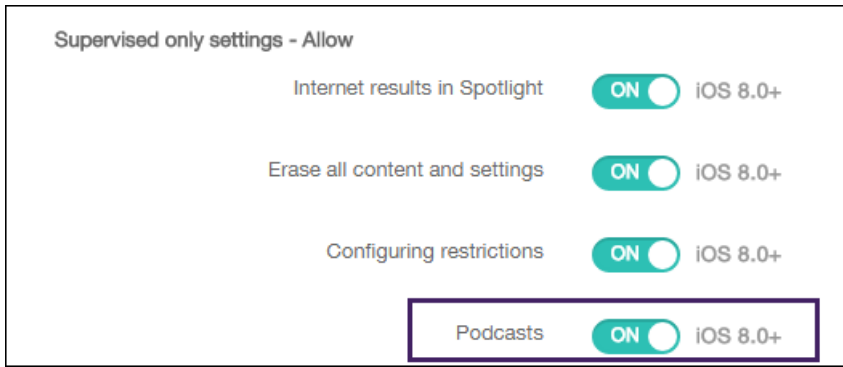 Supervised only settings - Allow
Internet results in Spotlight ON iOS 8.0+
Erase all content and settings ON iOS 8.0+
Configuring restrictions ON iOS 8.0+
Podcasts ON iOS 8.0+